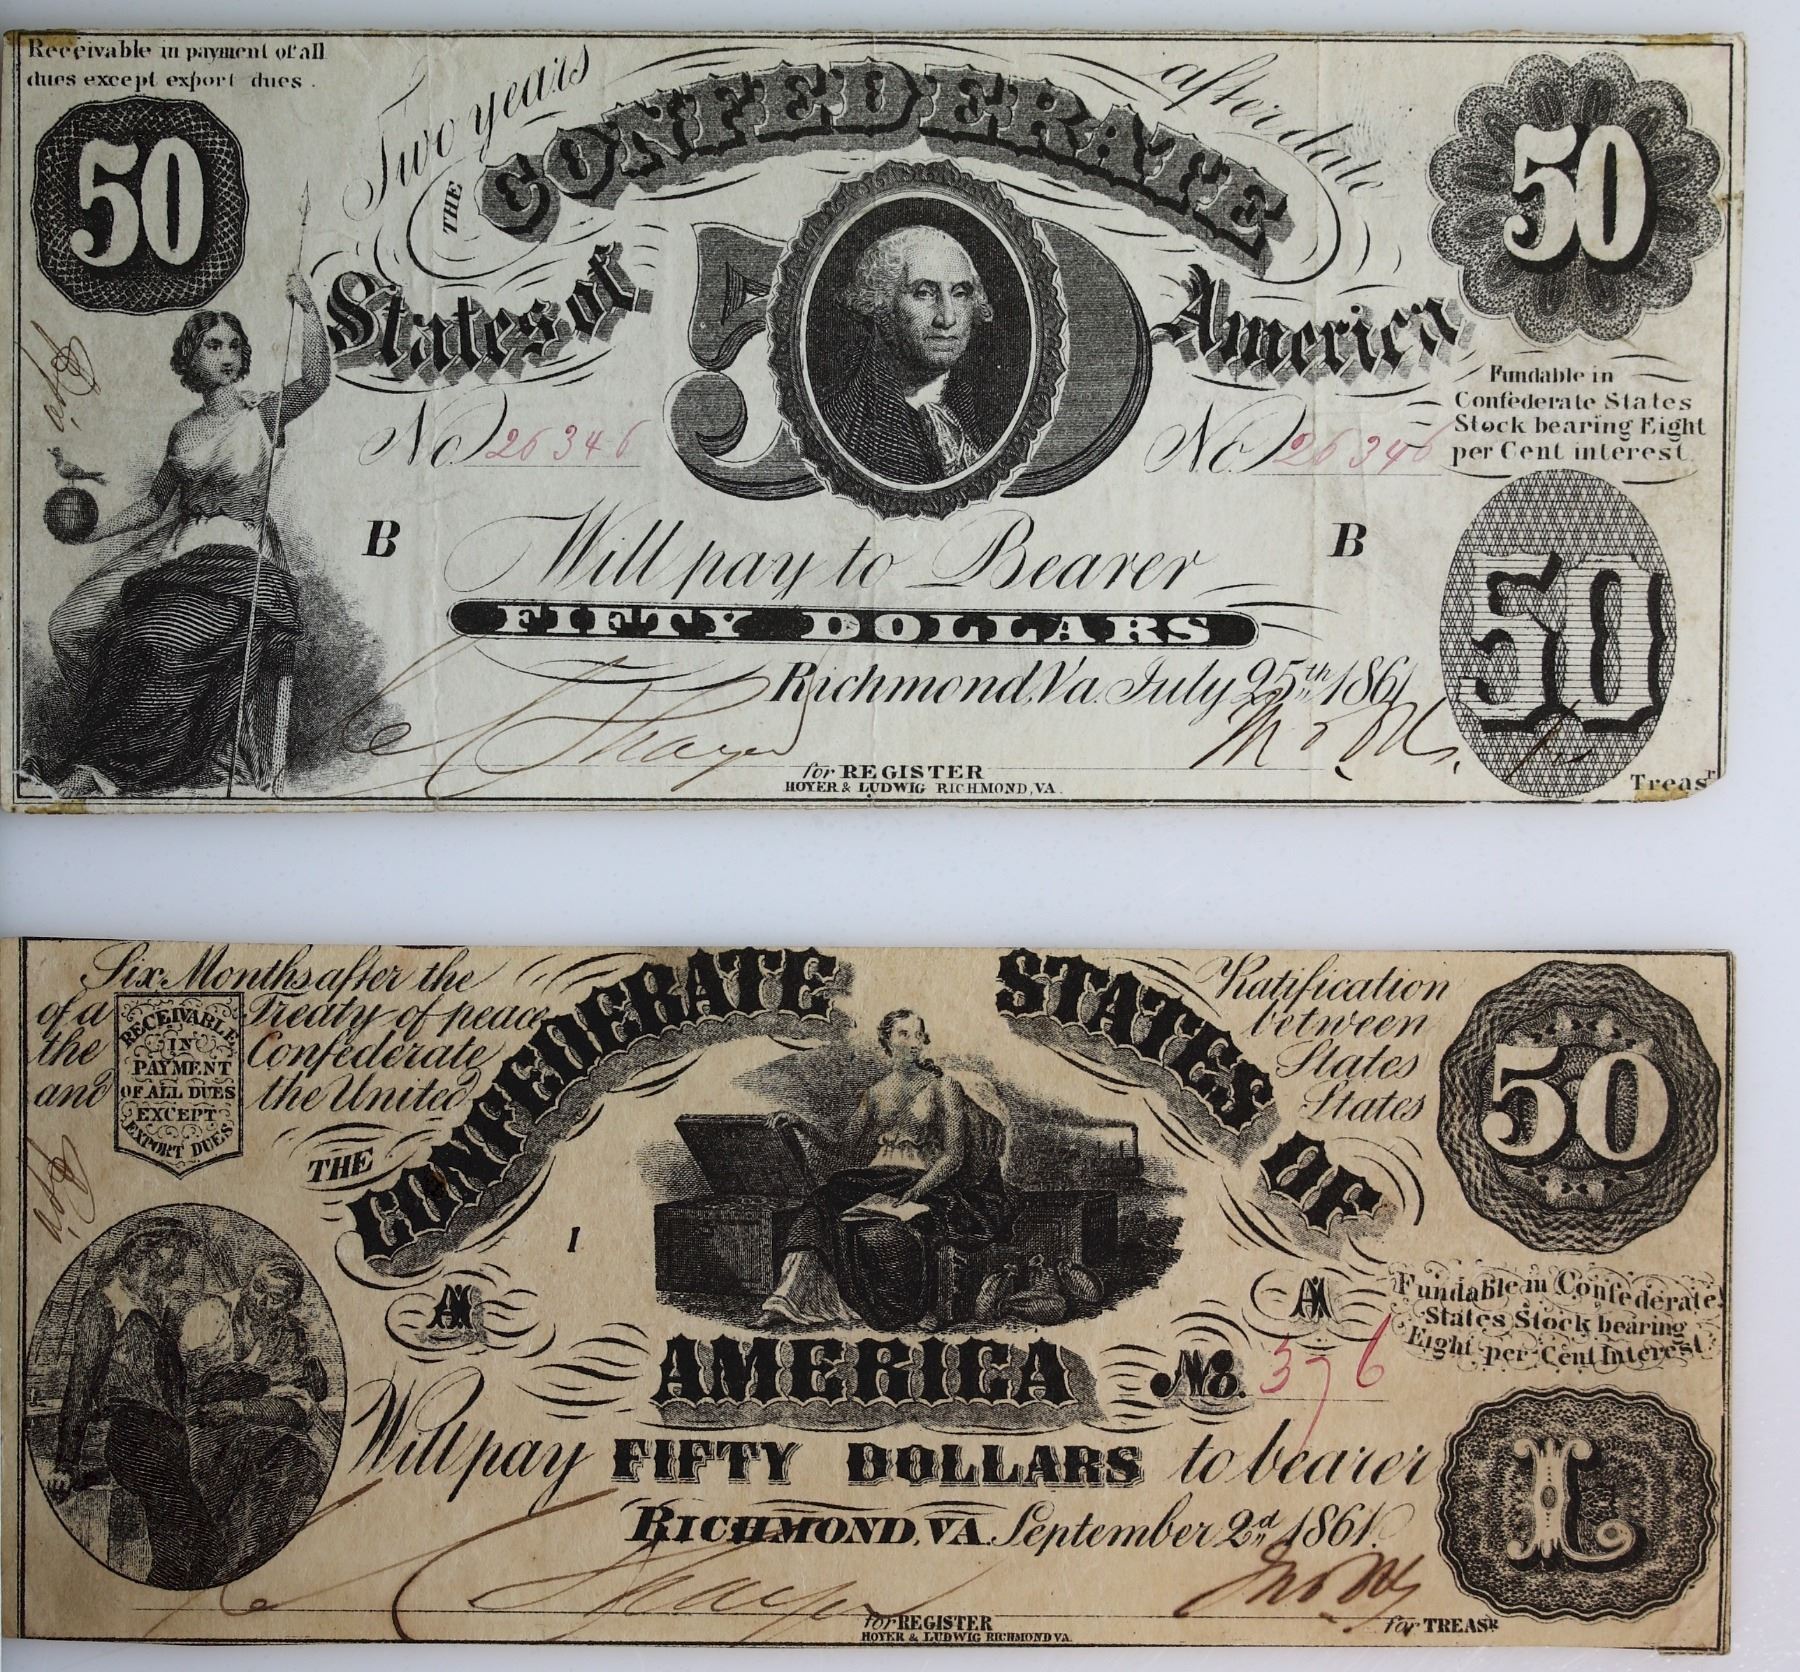 Receivable in payment of all
dues except export dues.
50
Two years after date
50
THE CONFEDERATE
States of 50 America
Fundable in
Confederate States
Stock bearing Eight
per Cent interest.
No 26346 No 26346
B B
Will pay to Bearer
FIFTY DOLLARS
50
Richmond, Va. July 25th 1861
for REGISTER
HOYER & LUDWIG RICHMOND, VA.
Treasr
Six Months after the Ratification
of a Treaty of peace between
the Confederate States
and the United States
RECEIVABLE
IN
PAYMENT
OF ALL DUES
EXCEPT
EXPORT DUES
50
THE CONFEDERATE STATES OF
1
A A
AMERICA
No. 376
Fundable in Confederate
States Stock bearing
Eight per Cent Interest
Will pay FIFTY DOLLARS to bearer
L
RICHMOND, VA. September 2d 1861.
for REGISTER
for TREASR
HOYER & LUDWIG RICHMOND VA.